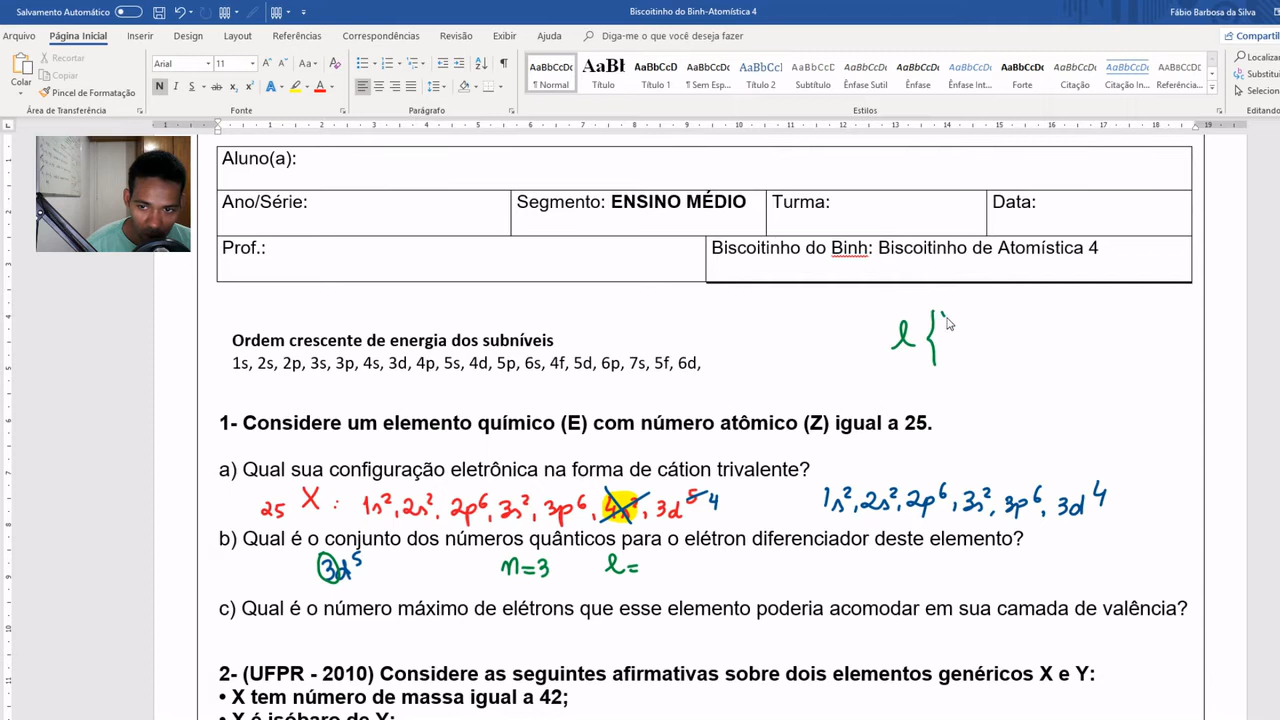 Salvamento Automático
Biscoitinho do Binh-Atomística 4
Fábio Barbosa da Silva
Arquivo Página Inicial Inserir Design Layout Referências Correspondências Revisão Exibir Ajuda Diga-me o que você deseja fazer
Compartil
Colar
Recortar
Copiar
Pincel de Formatação
Área de Transferência
Arial 11
N I S ab x₂ x²
Fonte
Parágrafo
AaBbCcDc AaBb AaBbCcD AaBbCcD AaBbCcD AaBbCcD AaBbCcDc AaBbCcDc AaBbCcDc AaBbCcDc AaBbCcDc AaBbCcDc AaBbCcDc
¶ Normal Título Título 1 ¶ Sem Esp... Título 2 Subtítulo Ênfase Sutil Ênfase Ênfase Int... Forte Citação Citação In... Referência...
Estilos
Localizar
Substitui
Selecion
Editando
Aluno(a):
Ano/Série: Segmento: ENSINO MÉDIO Turma: Data:
Prof.: Biscoitinho do Binh: Biscoitinho de Atomística 4
l {
Ordem crescente de energia dos subníveis
1s, 2s, 2p, 3s, 3p, 4s, 3d, 4p, 5s, 4d, 5p, 6s, 4f, 5d, 6p, 7s, 5f, 6d,
1- Considere um elemento químico (E) com número atômico (Z) igual a 25.
a) Qual sua configuração eletrônica na forma de cátion trivalente?
25 X : 1s², 2s², 2p⁶, 3s², 3p⁶, 4s², 3d⁵ 4 1s², 2s², 2p⁶, 3s², 3p⁶, 3d⁴
b) Qual é o conjunto dos números quânticos para o elétron diferenciador deste elemento?
3d⁵ n=3 l=
c) Qual é o número máximo de elétrons que esse elemento poderia acomodar em sua camada de valência?
2- (UFPR - 2010) Considere as seguintes afirmativas sobre dois elementos genéricos X e Y:
• X tem número de massa igual a 42;
• X é isóbaro de Y;